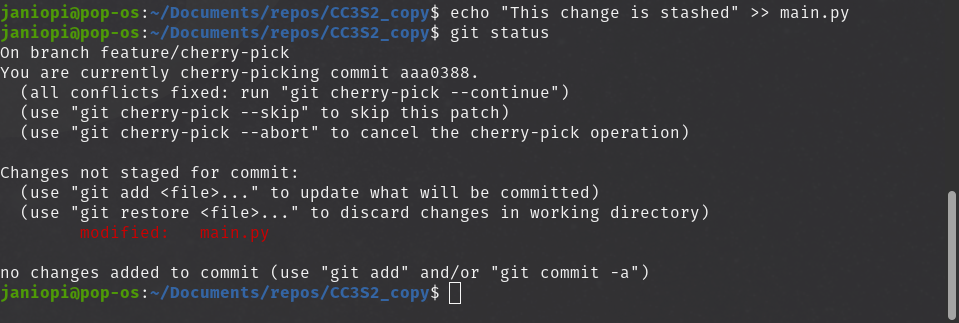 janiopi@pop-os:~/Documents/repos/CC3S2_copy$ echo "This change is stashed" >> main.py
janiopi@pop-os:~/Documents/repos/CC3S2_copy$ git status
On branch feature/cherry-pick
You are currently cherry-picking commit aaa0388.
  (all conflicts fixed: run "git cherry-pick --continue")
  (use "git cherry-pick --skip" to skip this patch)
  (use "git cherry-pick --abort" to cancel the cherry-pick operation)

Changes not staged for commit:
  (use "git add <file>..." to update what will be committed)
  (use "git restore <file>..." to discard changes in working directory)
        modified:   main.py

no changes added to commit (use "git add" and/or "git commit -a")
janiopi@pop-os:~/Documents/repos/CC3S2_copy$